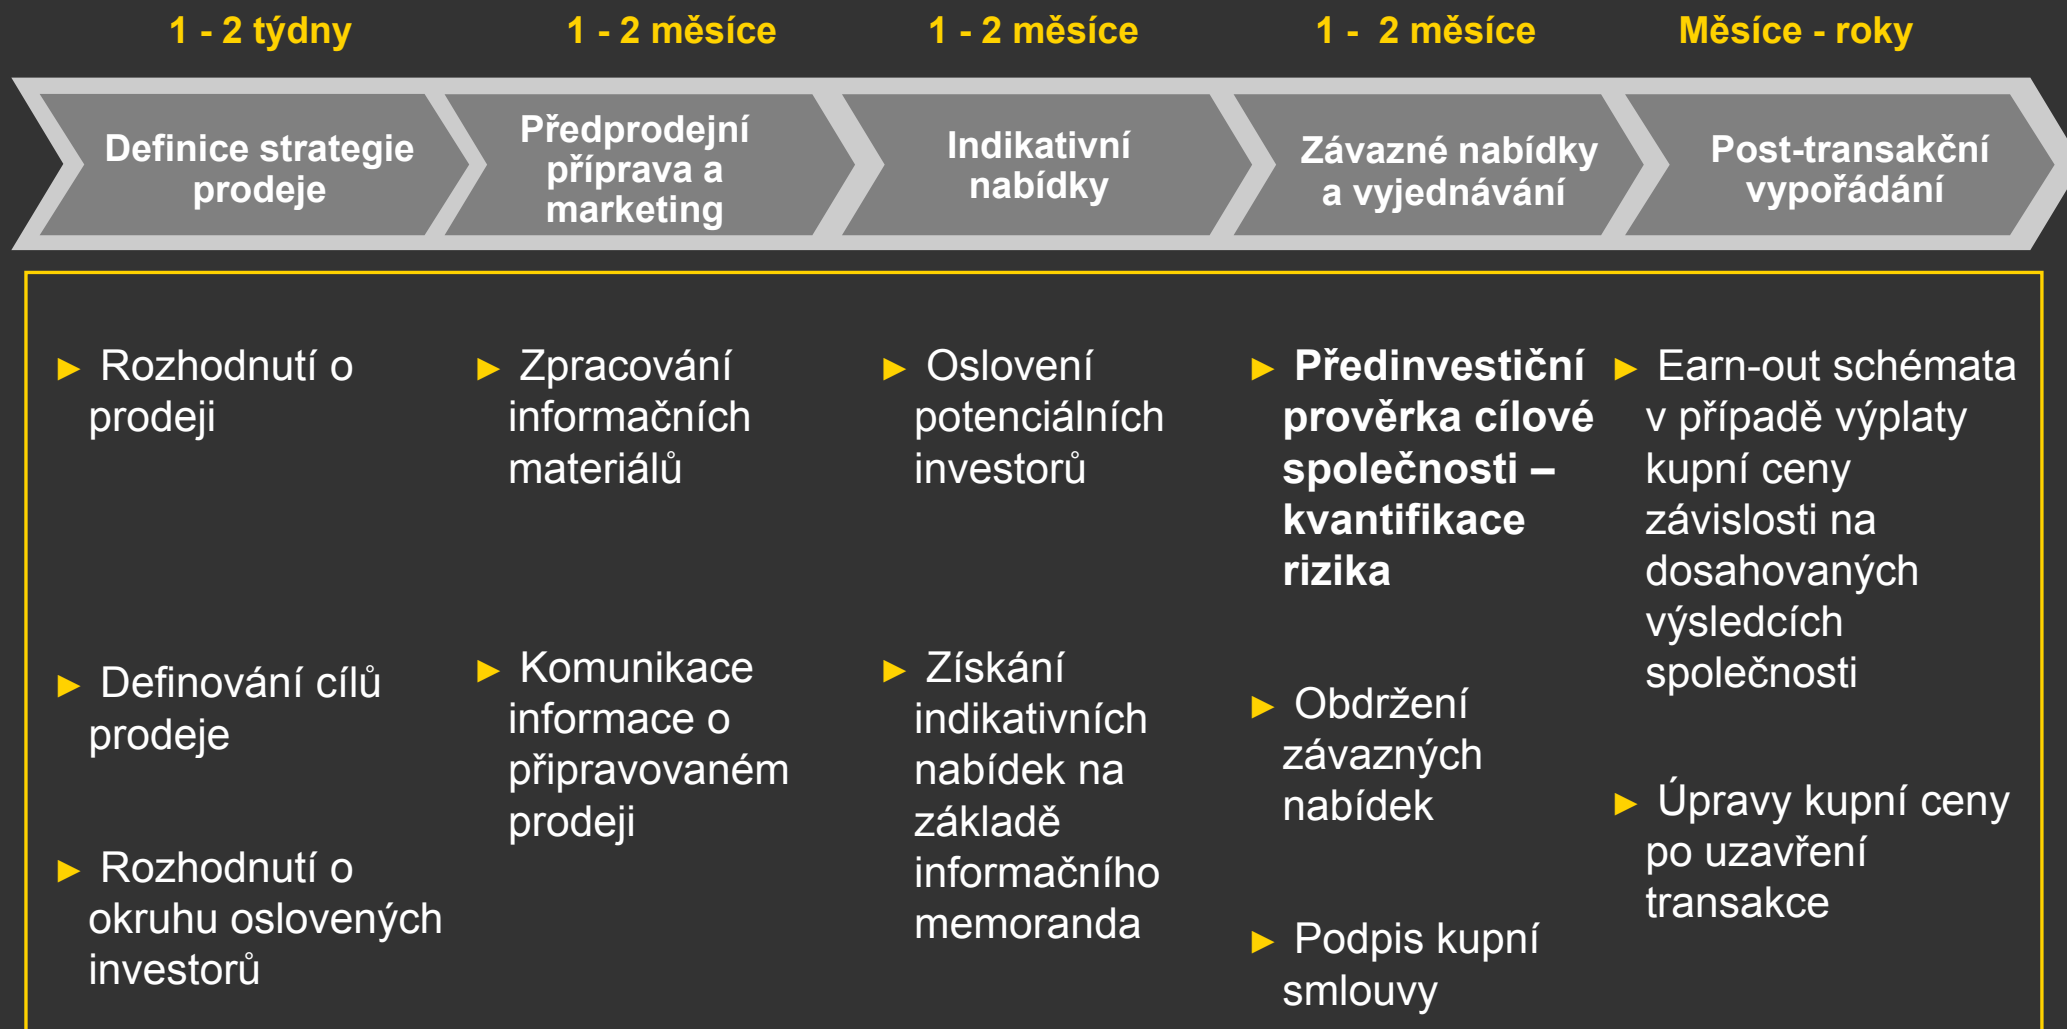 1 - 2 týdny
1 - 2 měsíce
1 - 2 měsíce
1 -  2 měsíce
Měsíce - roky
Definice strategie
prodeje
Předprodejní
příprava a
marketing
Indikativní
nabídky
Závazné nabídky
a vyjednávání
Post-transakční
vypořádání
► Rozhodnutí o
prodeji
► Definování cílů
prodeje
► Rozhodnutí o
okruhu oslovených
investorů
► Zpracování
informačních
materiálů
► Komunikace
informace o
připravovaném
prodeji
► Oslovení
potenciálních
investorů
► Získání
indikativních
nabídek na
základě
informačního
memoranda
► Předinvestiční
prověrka cílové
společnosti –
kvantifikace
rizika
► Obdržení
závazných
nabídek
► Podpis kupní
smlouvy
► Earn-out schémata
v případě výplaty
kupní ceny
závislosti na
dosahovaných
výsledcích
společnosti
► Úpravy kupní ceny
po uzavření
transakce